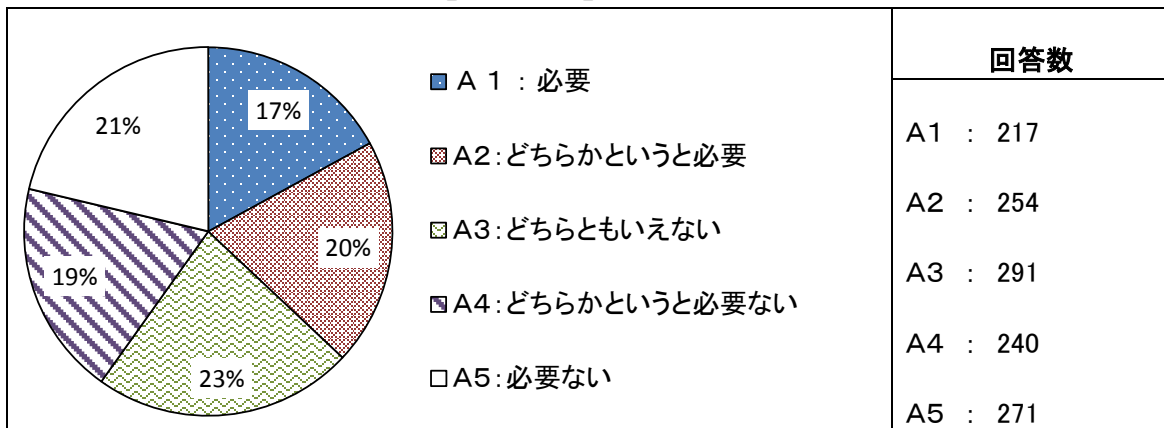 17%
20%
23%
19%
21%
A 1 : 必要
A2:どちらかというと必要
A3:どちらともいえない
A4:どちらかというと必要ない
A5:必要ない
回答数
A1 : 217
A2 : 254
A3 : 291
A4 : 240
A5 : 271